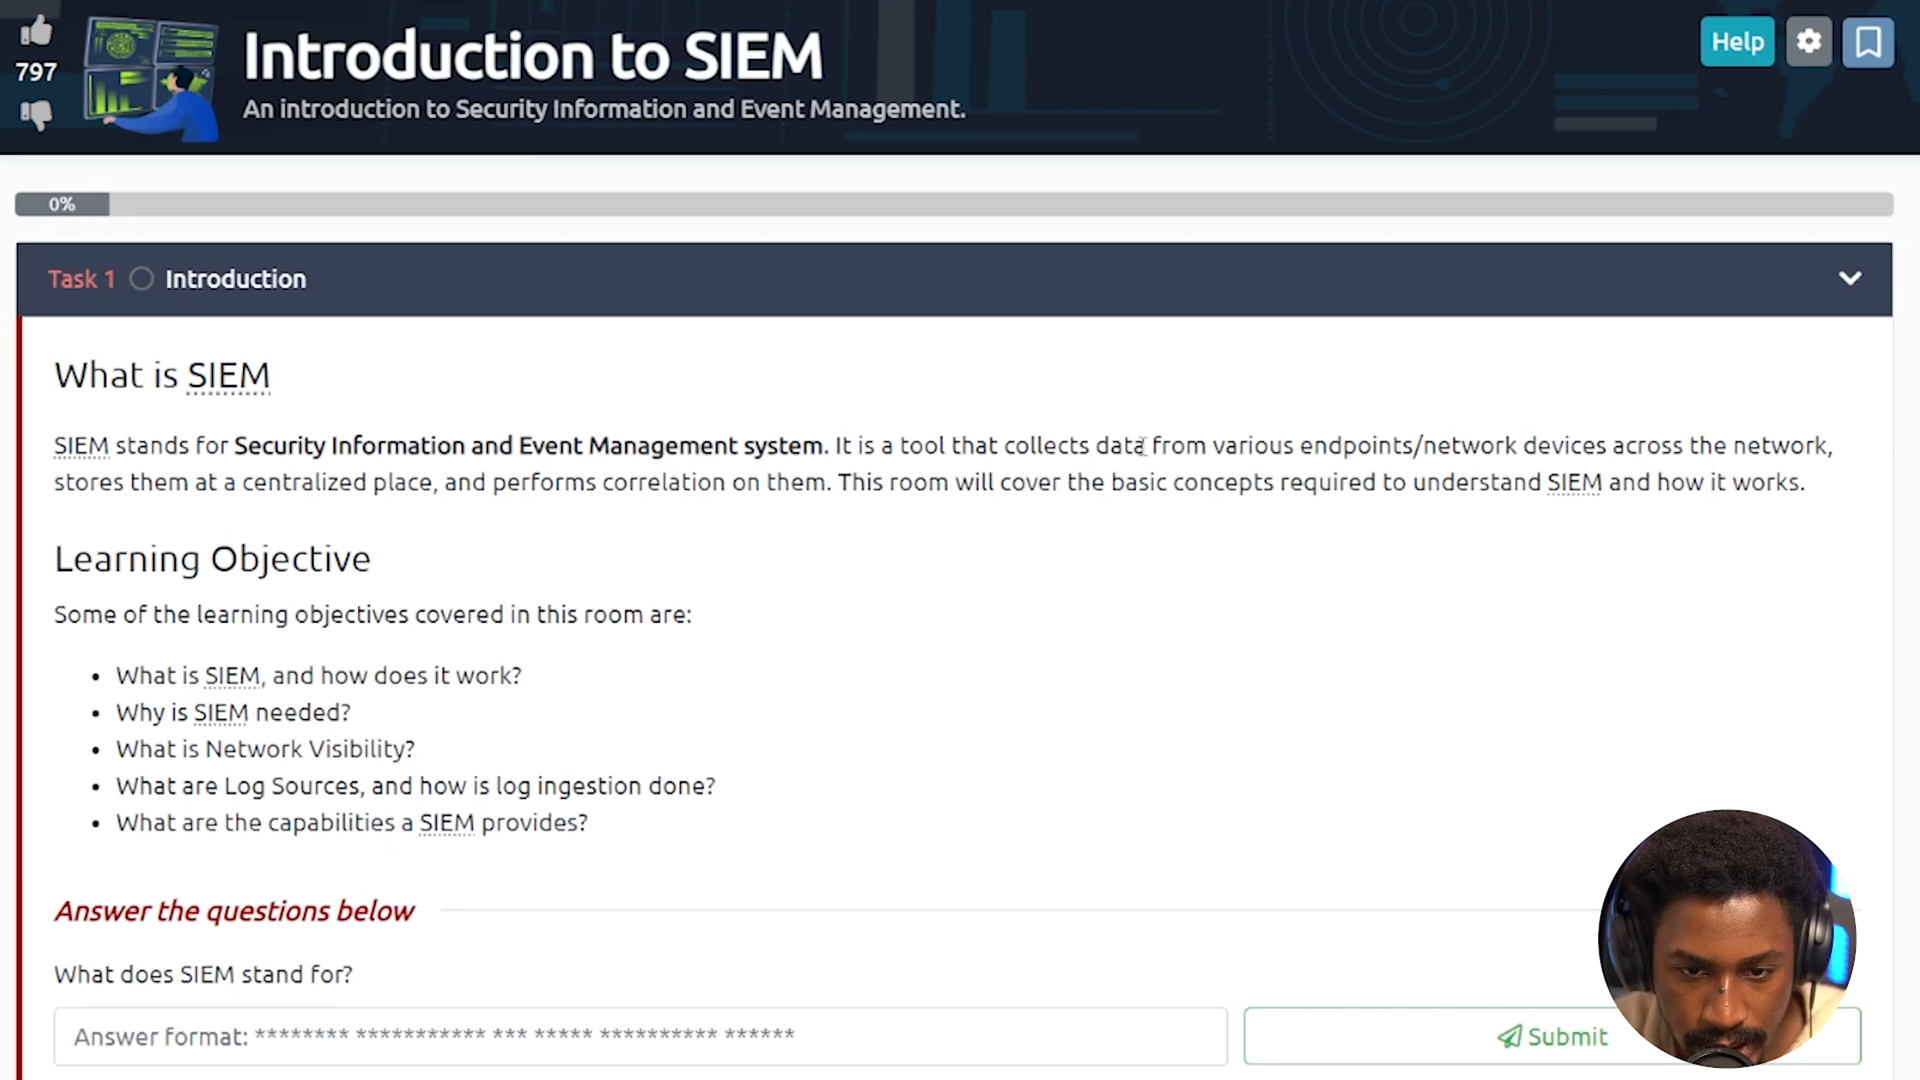 797
Introduction to SIEM
An introduction to Security Information and Event Management.
Help
0%
Task 1 Introduction
What is SIEM
SIEM stands for Security Information and Event Management system. It is a tool that collects data from various endpoints/network devices across the network,
stores them at a centralized place, and performs correlation on them. This room will cover the basic concepts required to understand SIEM and how it works.
Learning Objective
Some of the learning objectives covered in this room are:
• What is SIEM, and how does it work?
• Why is SIEM needed?
• What is Network Visibility?
• What are Log Sources, and how is log ingestion done?
• What are the capabilities a SIEM provides?
Answer the questions below
What does SIEM stand for?
Answer format: ******** *********** *** ***** ********** ******
Submit